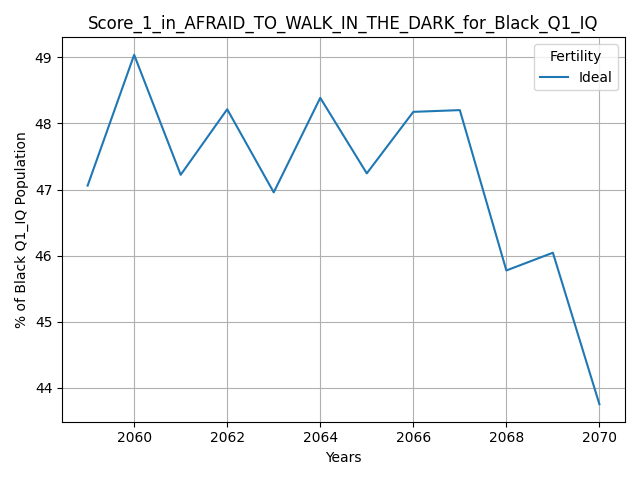 Score_1_in_AFRAID_TO_WALK_IN_THE_DARK_for_Black_Q1_IQ
Fertility
Ideal
% of Black Q1_IQ Population
49
48
47
46
45
44
2060 2062 2064 2066 2068 2070
Years